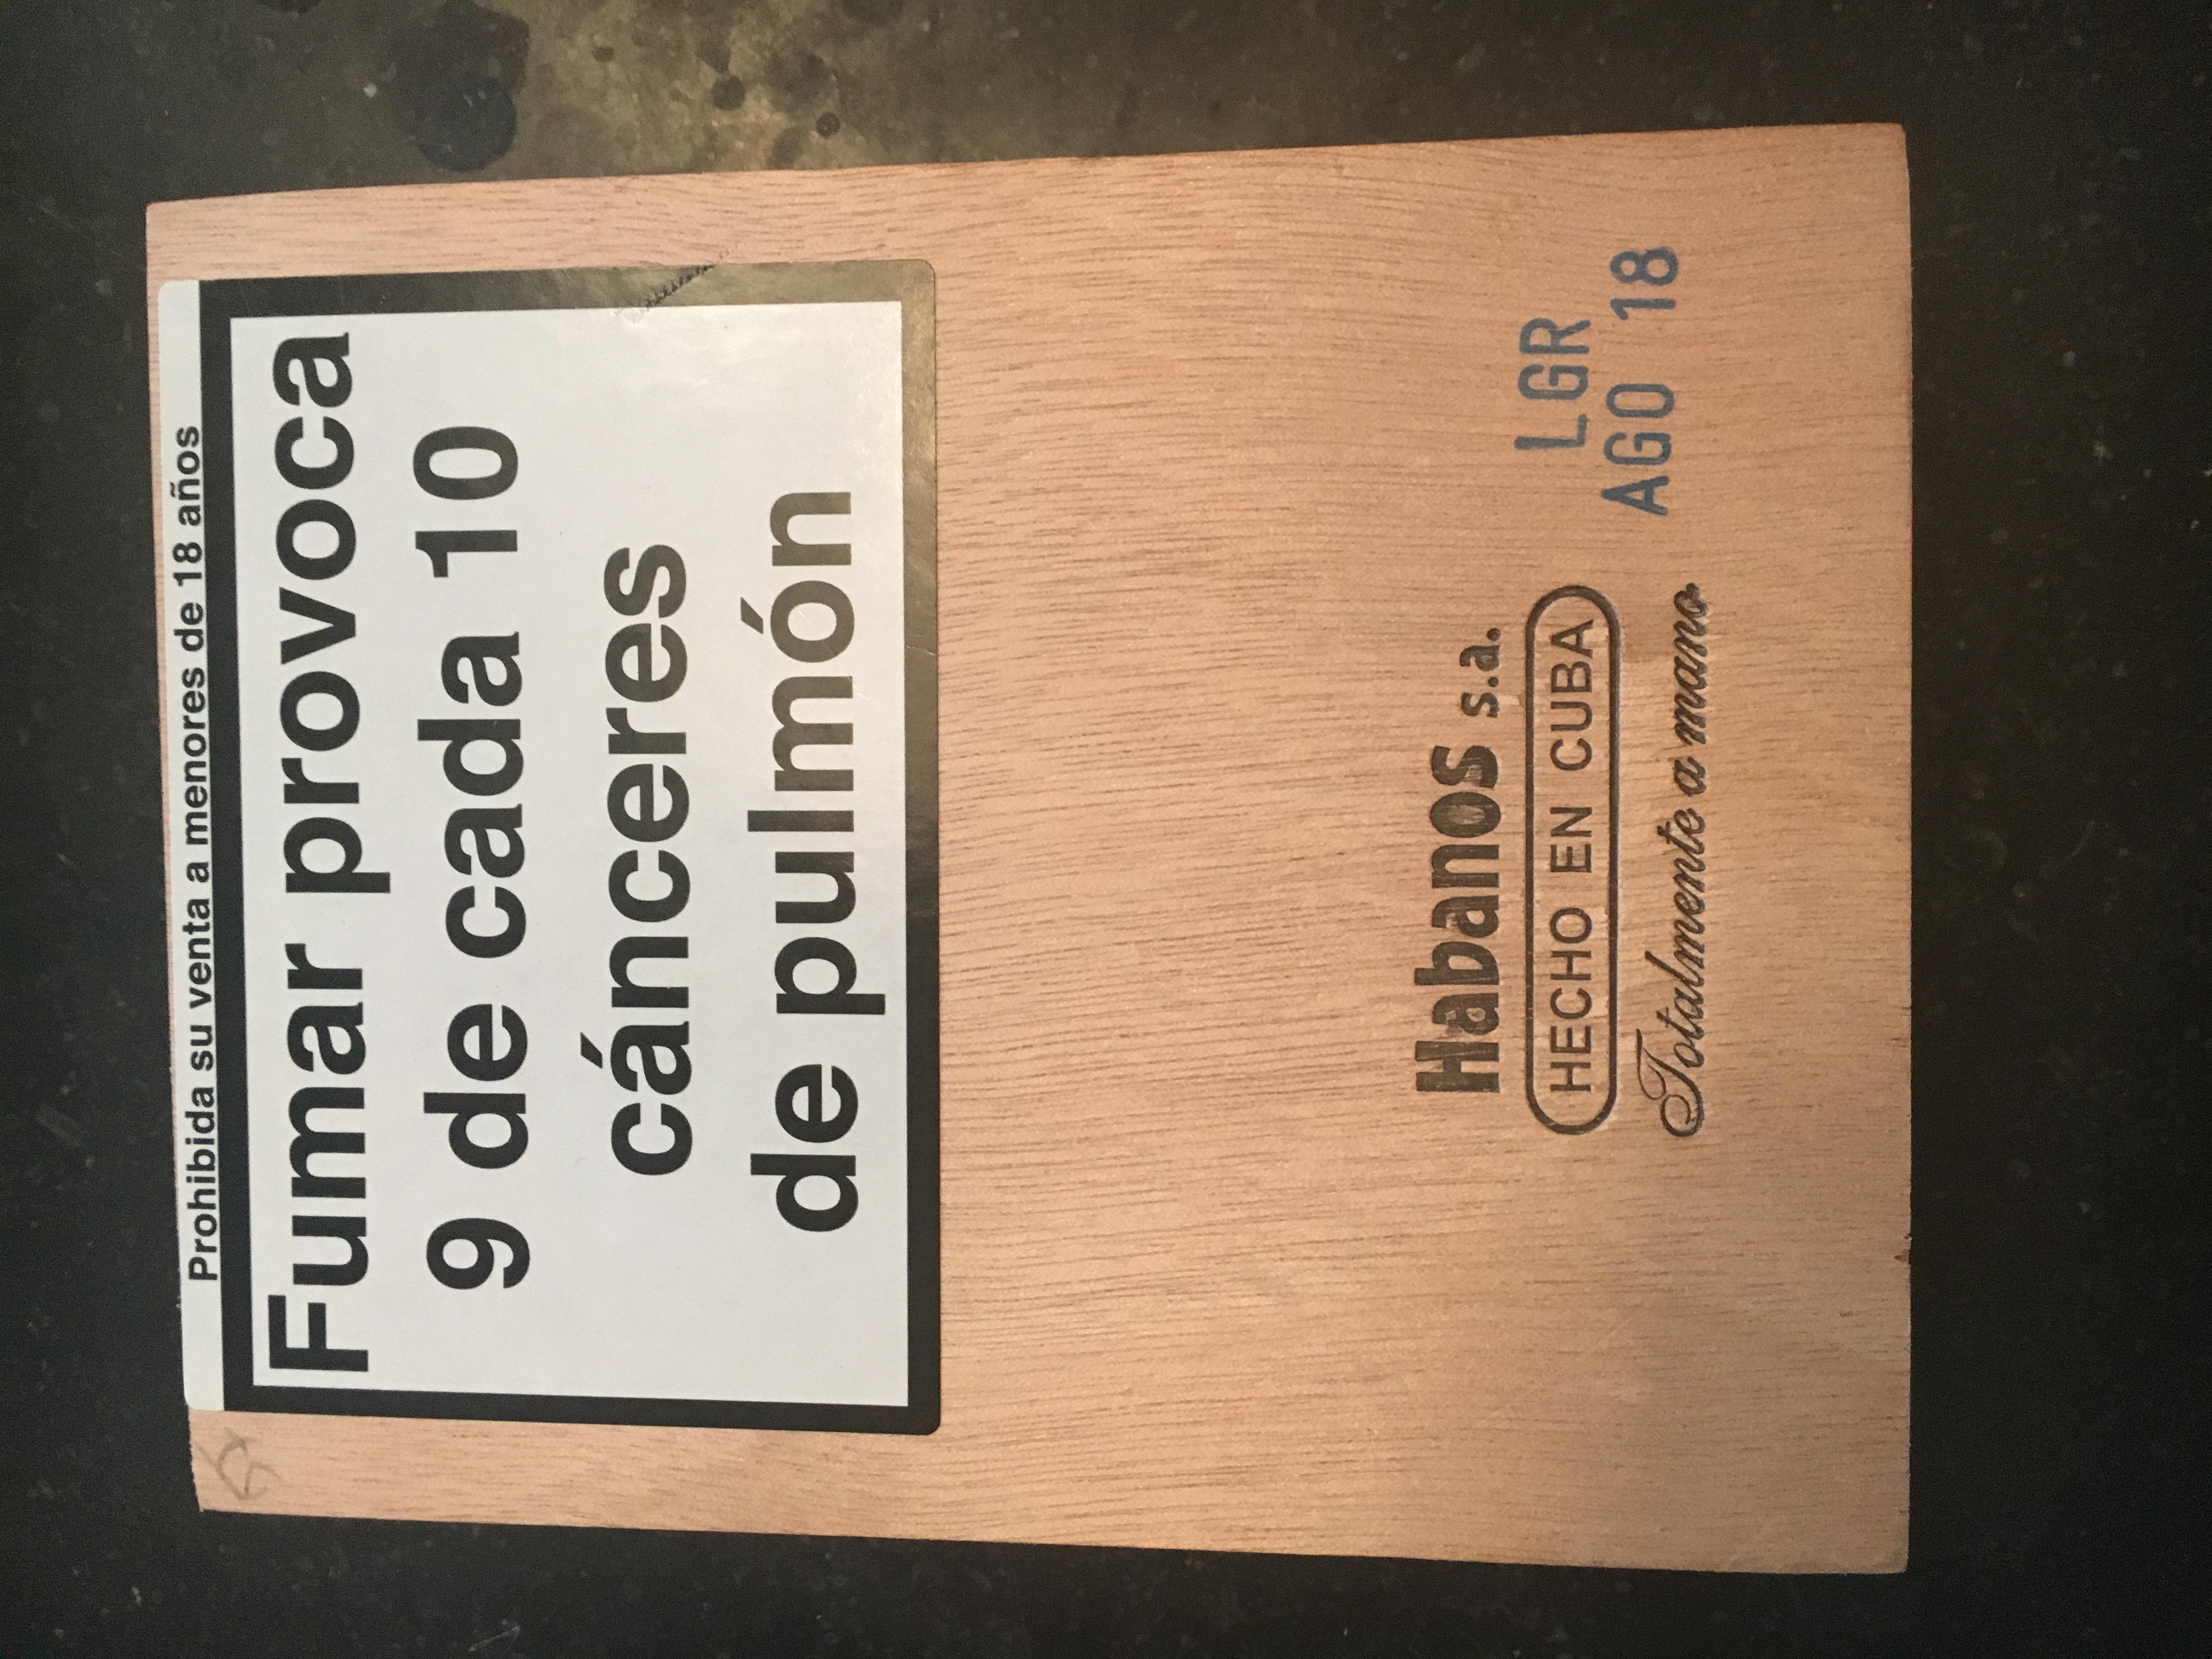 Prohibida su venta a menores de 18 años
Fumar provoca
9 de cada 10
cánceres
de pulmón
Habanos s.a.
HECHO EN CUBA
Totalmente a mano
LGR
AGO 18